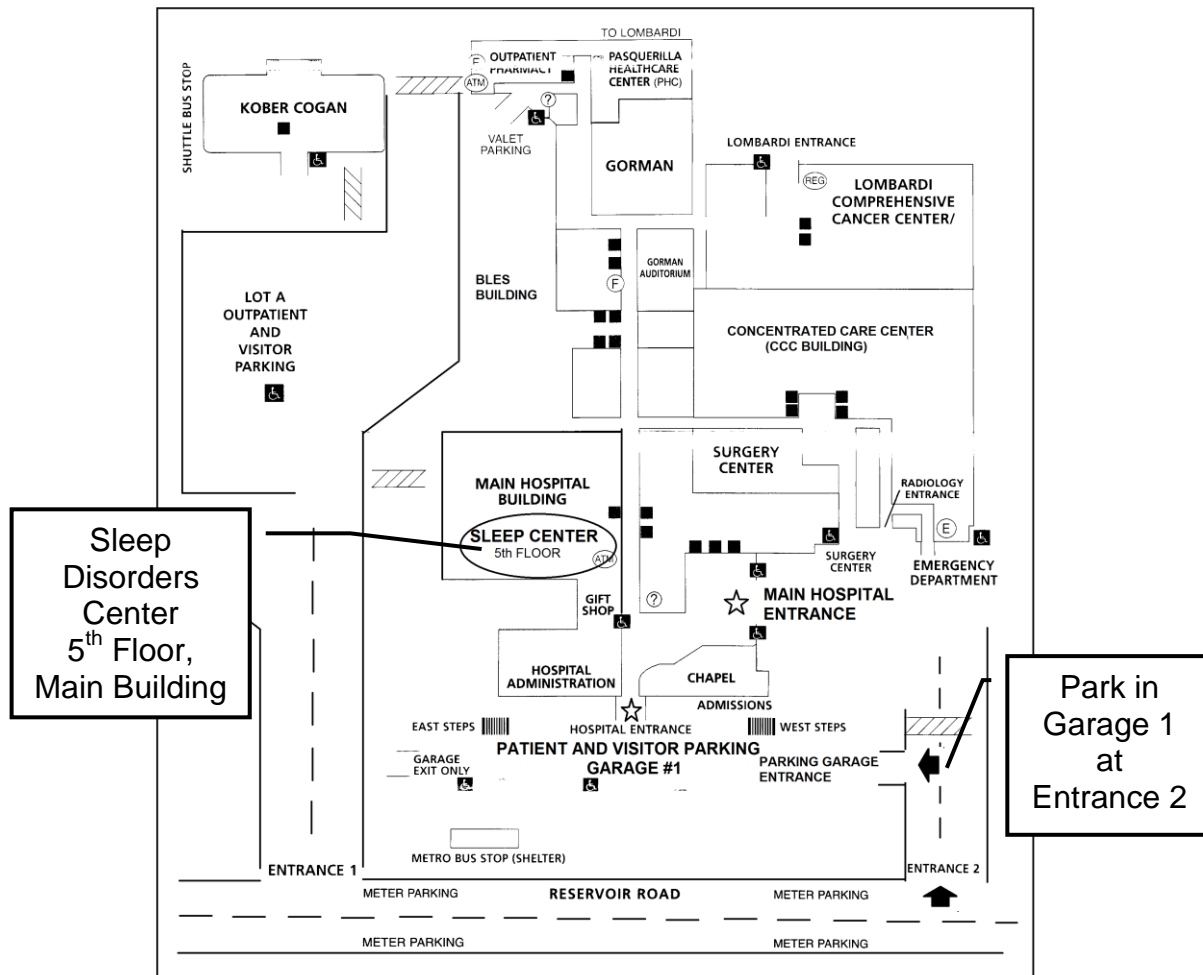 TO LOMBARDI
E
OUTPATIENT
PHARMACY
ATM
PASQUERILLA
HEALTHCARE
CENTER (PHC)
SHUTTLE BUS STOP
KOBER COGAN
?
VALET
PARKING
GORMAN
LOMBARDI ENTRANCE
REG
LOMBARDI
COMPREHENSIVE
CANCER CENTER/
BLES
BUILDING
GORMAN
AUDITORIUM
F
LOT A
OUTPATIENT
AND
VISITOR
PARKING
CONCENTRATED CARE CENTER
(CCC BUILDING)
SURGERY
CENTER
MAIN HOSPITAL
BUILDING
SLEEP CENTER
5th FLOOR
ATM
RADIOLOGY
ENTRANCE
E
SURGERY
CENTER
EMERGENCY
DEPARTMENT
Sleep
Disorders
Center
5th Floor,
Main Building
GIFT
SHOP
?
MAIN HOSPITAL
ENTRANCE
HOSPITAL
ADMINISTRATION
CHAPEL
ADMISSIONS
EAST STEPS
HOSPITAL ENTRANCE
WEST STEPS
PATIENT AND VISITOR PARKING
GARAGE #1
GARAGE
EXIT ONLY
PARKING GARAGE
ENTRANCE
Park in
Garage 1
at
Entrance 2
METRO BUS STOP (SHELTER)
ENTRANCE 1
ENTRANCE 2
METER PARKING
RESERVOIR ROAD
METER PARKING
METER PARKING
METER PARKING